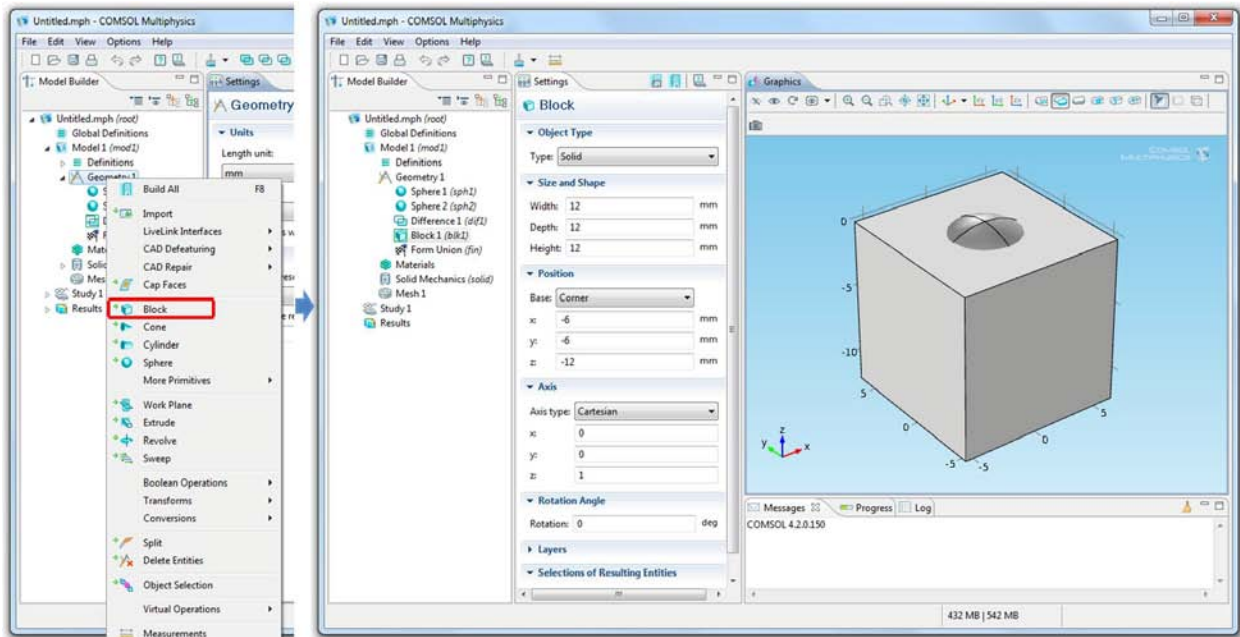 Untitled.mph - COMSOL Multiphysics
File Edit View Options Help
Model Builder
Settings
Untitled.mph (root)
Global Definitions
Model 1 (mod1)
Definitions
Geometry 1
Mes
Study 1
Results
Geometry
Units
Length unit:
mm
Build All F8
Import
LiveLink Interfaces
CAD Defeaturing
CAD Repair
Cap Faces
Block
Cone
Cylinder
Sphere
More Primitives
Work Plane
Extrude
Revolve
Sweep
Boolean Operations
Transforms
Conversions
Split
Delete Entities
Object Selection
Virtual Operations
Measurements
Untitled.mph - COMSOL Multiphysics
File Edit View Options Help
Model Builder
Untitled.mph (root)
Global Definitions
Model 1 (mod1)
Definitions
Geometry 1
Sphere 1 (sph1)
Sphere 2 (sph2)
Difference 1 (dif1)
Block 1 (blk1)
Form Union (fin)
Materials
Solid Mechanics (solid)
Mesh 1
Study 1
Results
Settings
Block
Object Type
Type: Solid
Size and Shape
Width: 12 mm
Depth: 12 mm
Height: 12 mm
Position
Base: Corner
x: -6 mm
y: -6 mm
z: -12 mm
Axis
Axis type: Cartesian
x: 0
y: 0
z: 1
Rotation Angle
Rotation: 0 deg
Layers
Selections of Resulting Entities
Graphics
COMSOL
MULTIPHYSICS
0
-5
-10
5
0
-5
-5
0
5
z
y
x
Messages Progress Log
COMSOL 4.2.0.150
432 MB | 542 MB